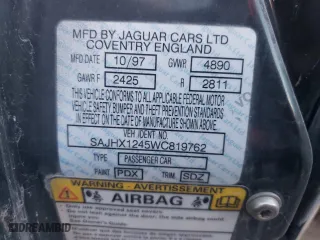 MFD BY JAGUAR CARS LTD
COVENTRY ENGLAND
MFD DATE 10/97 GVWR 4890
GAWR F 2425 R 2811
THIS VEHICLE CONFORMS TO ALL APPLICABLE FEDERAL MOTOR
VEHICLE SAFETY BUMPER AND THEFT PREVENTION STANDARDS
IN EFFECT ON THE DATE OF MANUFACTURE SHOWN ABOVE
VEH IDENT NO
SAJHX1245WC819762
TYPE PASSENGER CAR
PAINT PDX TRIM SDZ
Warning - Avertissement
AIRBAG
DREAMBID